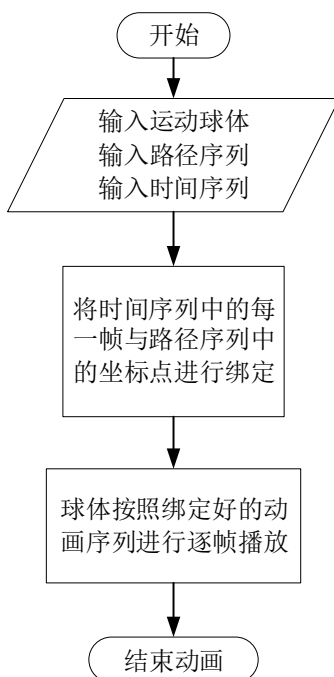 开始
输入运动球体
输入路径序列
输入时间序列
将时间序列中的每
一帧与路径序列中
的坐标点进行绑定
球体按照绑定好的动
画序列进行逐帧播放
结束动画